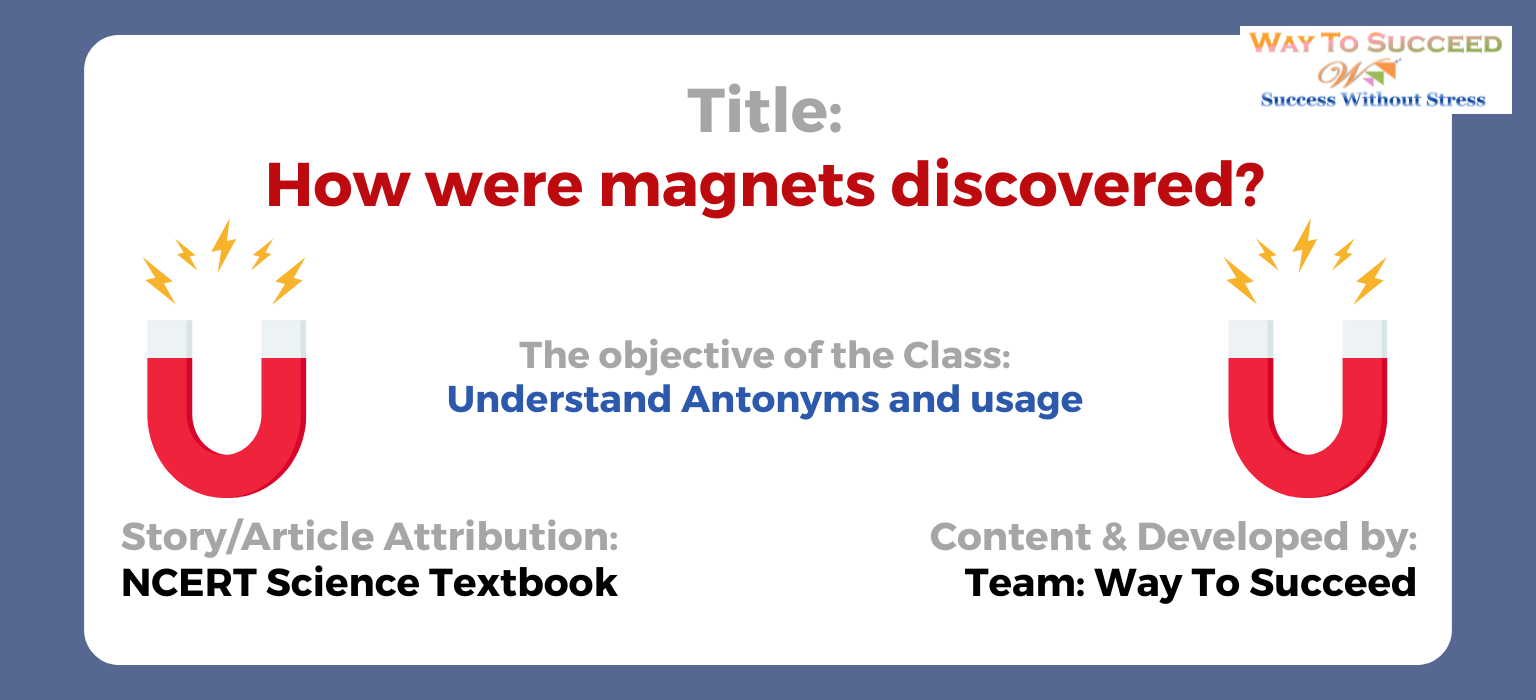 WAY TO SUCCEED
Success Without Stress
Title:
How were magnets discovered?
The objective of the Class:
Understand Antonyms and usage
Story/Article Attribution:
NCERT Science Textbook
Content & Developed by:
Team: Way To Succeed